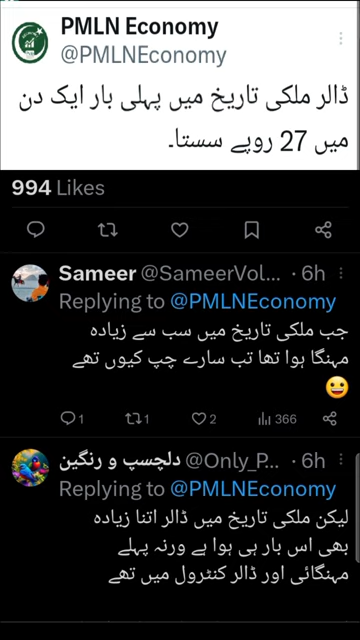 PMLN Economy
@PMLNEconomy
ڈالر ملکی تاریخ میں پہلی بار ایک دن
میں 27 روپے سستا۔
994 Likes
Sameer @SameerVol... · 6h
Replying to @PMLNEconomy
جب ملکی تاریخ میں سب سے زیادہ
مہنگا ہوا تھا تب سارے چپ کیوں تھے
😀
1 1 2 366
دلچسپ و رنگین @Only_P... · 6h
Replying to @PMLNEconomy
لیکن ملکی تاریخ میں ڈالر اتنا زیادہ
بھی اس بار ہی ہوا ہے ورنہ پہلے
مہنگائی اور ڈالر کنٹرول میں تھے